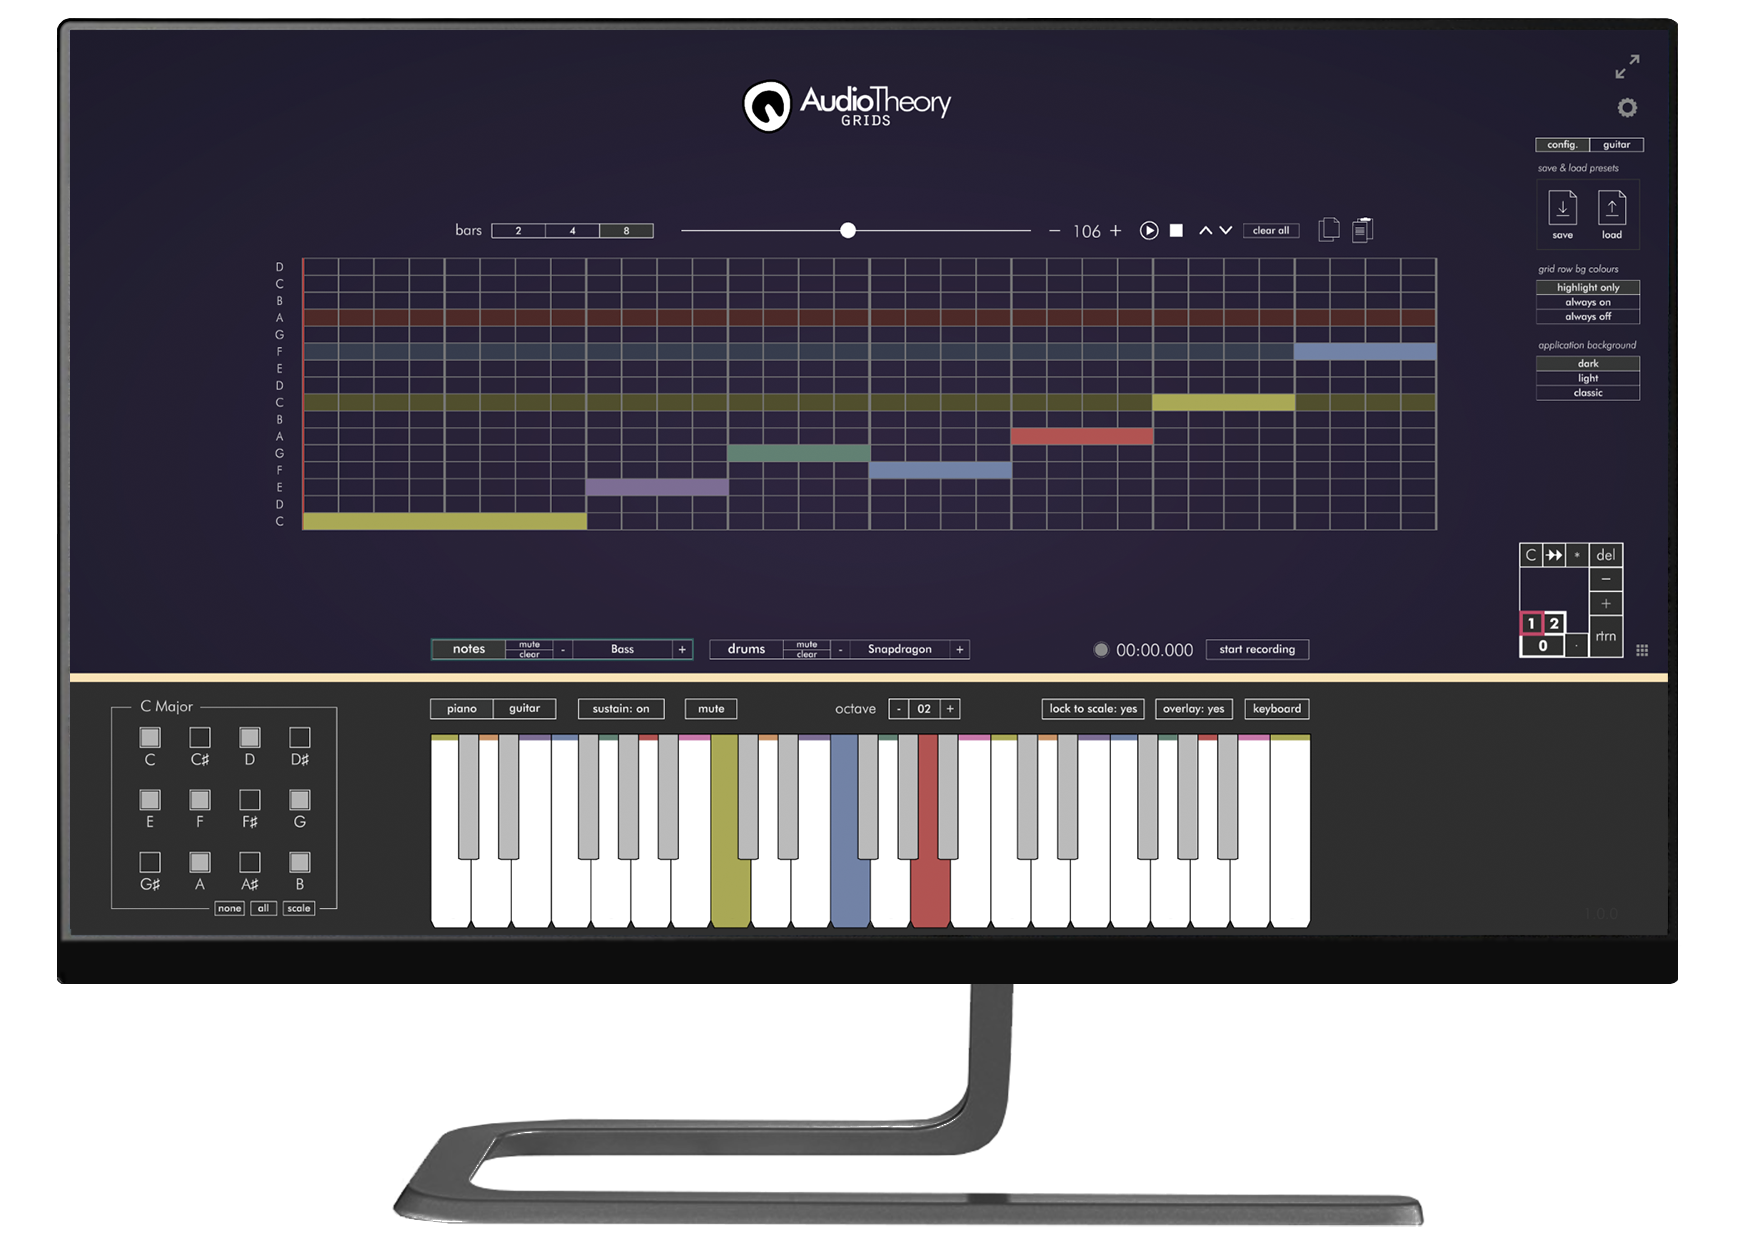 AudioTheory
GRIDS
config. guitar
save & load presets
save load
bars 2 4 8 − 106 + clear all
grid row bg colours
highlight only
always on
always off
application background
dark
light
classic
D
C
B
A
G
F
E
D
C
B
A
G
F
E
D
C
C * del
−
+
1 2
rtrn
0 .
notes mute clear - Bass +
drums mute clear - Snapdragon +
00:00.000 start recording
C Major
C C♯ D D♯
E F F♯ G
G♯ A A♯ B
none all scale
piano guitar sustain: on mute octave - 02 + lock to scale: yes overlay: yes keyboard
1.0.0